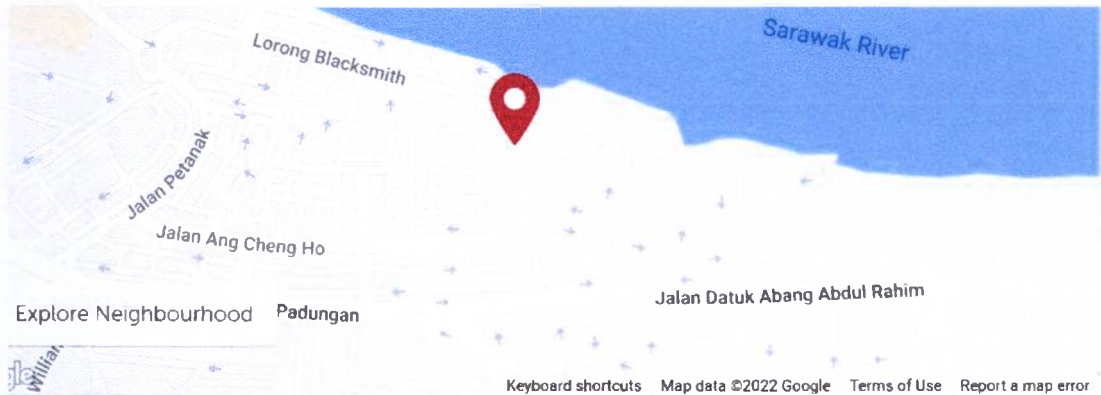 Sarawak River
Lorong Blacksmith
Jalan Petanak
Jalan Ang Cheng Ho
Jalan Datuk Abang Abdul Rahim
Explore Neighbourhood
Padungan
Keyboard shortcuts Map data ©2022 Google Terms of Use Report a map error